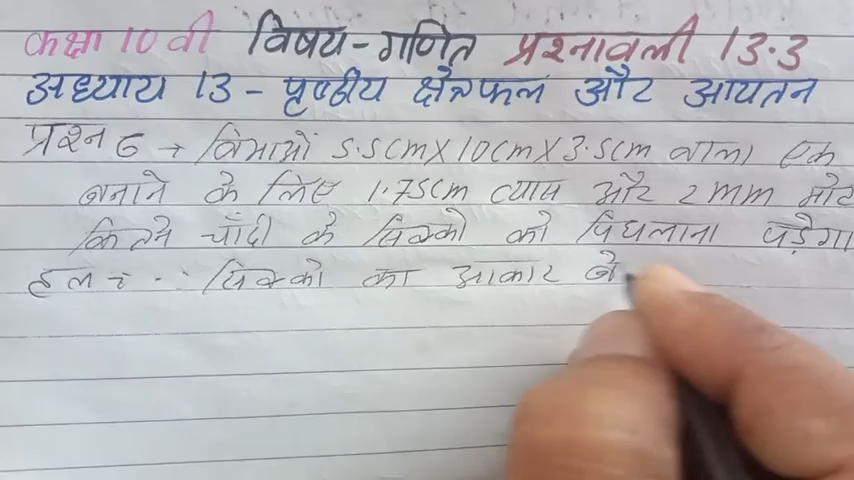 कक्षा 10 वी विषय-गणित प्रश्नावली 13.3
अध्याय 13 - पृष्ठीय क्षेत्रफल और आयतन
प्रश्न 6 → विमाओं 5.5cm×10cm×3.5cm वाला एक
बनाने के लिए 1.75cm व्यास और 2mm मोट
कितने चाँदी के सिक्को को पिघलाना पड़ेगा
हल ÷ ∵ सिक्को का आकार बे